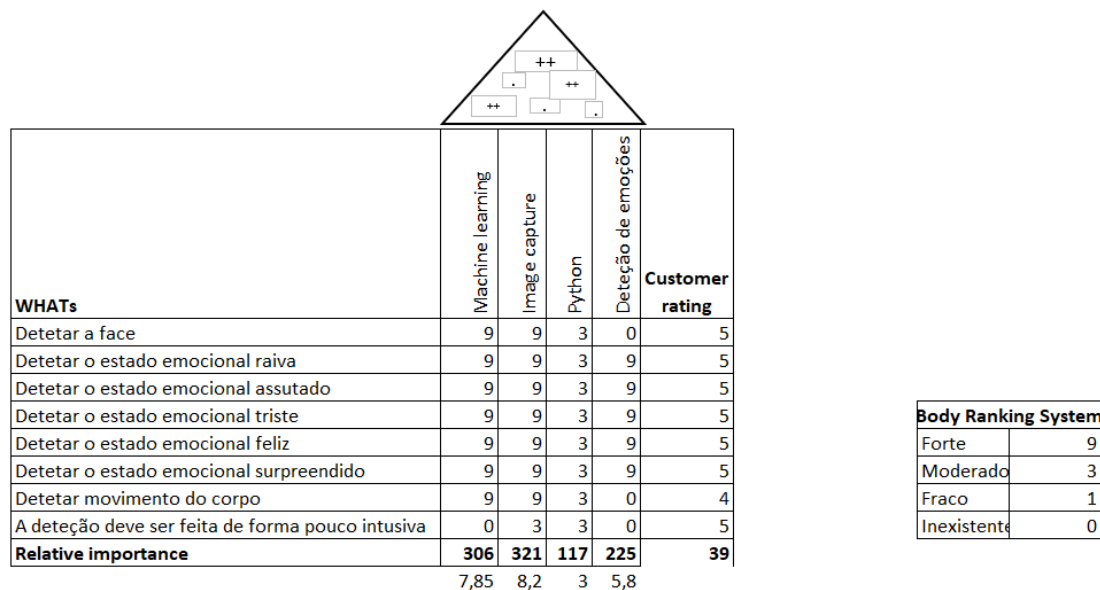 ++
. ++
++ . .
WHATs Machine learning Image capture Python Deteção de emoções Customer rating
Detetar a face 9 9 3 0 5
Detetar o estado emocional raiva 9 9 3 9 5
Detetar o estado emocional assutado 9 9 3 9 5
Detetar o estado emocional triste 9 9 3 9 5
Detetar o estado emocional feliz 9 9 3 9 5
Detetar o estado emocional surpreendido 9 9 3 9 5
Detetar movimento do corpo 9 9 3 0 4
A deteção deve ser feita de forma pouco intusiva 0 3 3 0 5
Relative importance 306 321 117 225 39
7,85 8,2 3 5,8
Body Ranking System
Forte 9
Moderado 3
Fraco 1
Inexistente 0